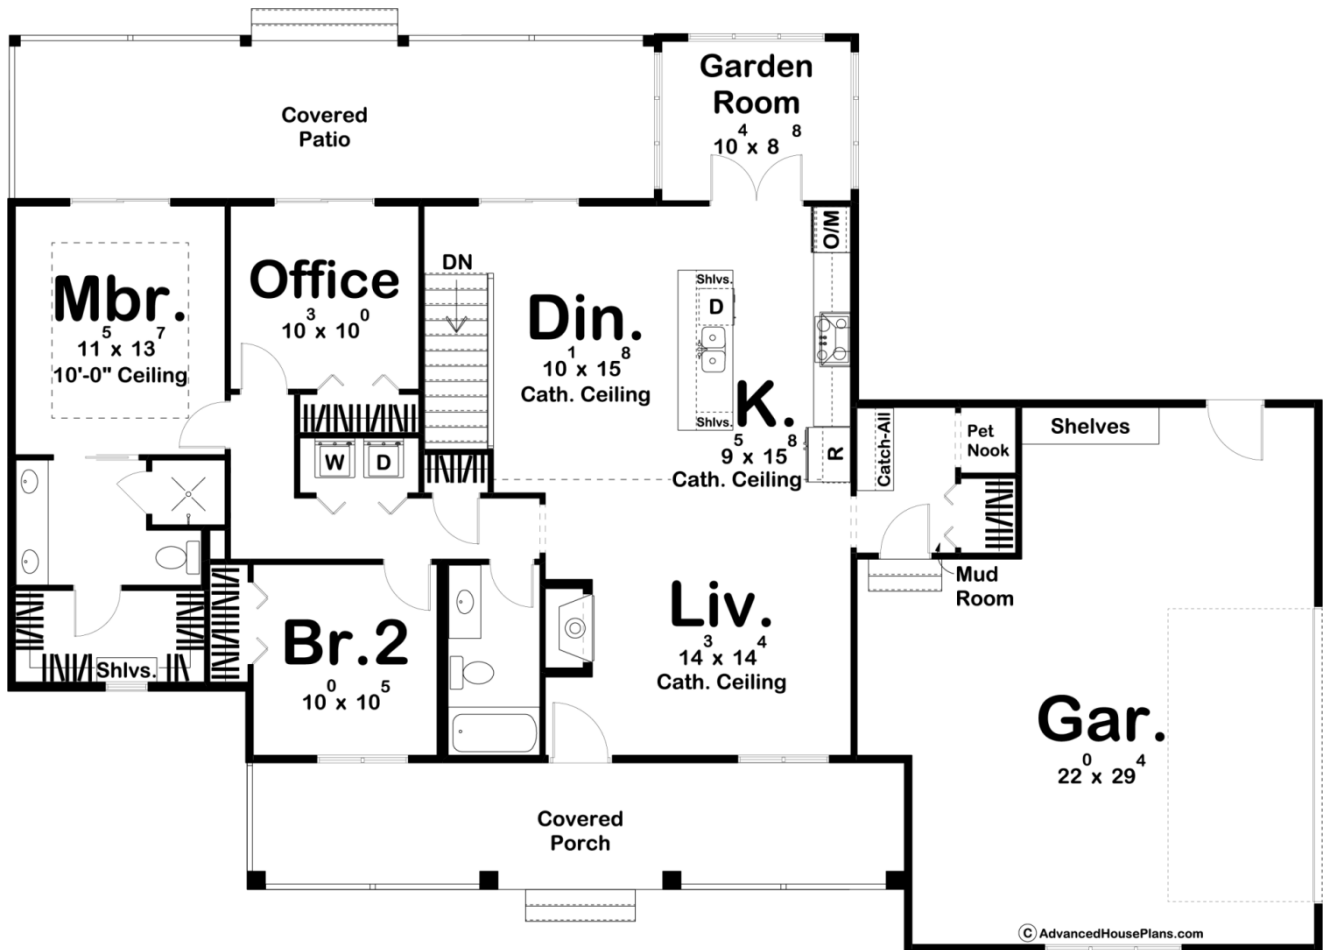 Garden
Room
10⁴ x 8⁸
Covered
Patio
O/M
DN
Shlvs.
D
Mbr.
11⁵ x 13⁷
10'-0" Ceiling
Office
10³ x 10⁰
Din.
10¹ x 15⁸
Cath. Ceiling
K.
9⁵ x 15⁸
Cath. Ceiling
Shlvs.
R
Catch-All
Pet
Nook
Shelves
W
D
Mud
Room
Liv.
14³ x 14⁴
Cath. Ceiling
Br.2
10⁰ x 10⁵
Shlvs.
Gar.
22⁰ x 29⁴
Covered
Porch
© AdvancedHousePlans.com